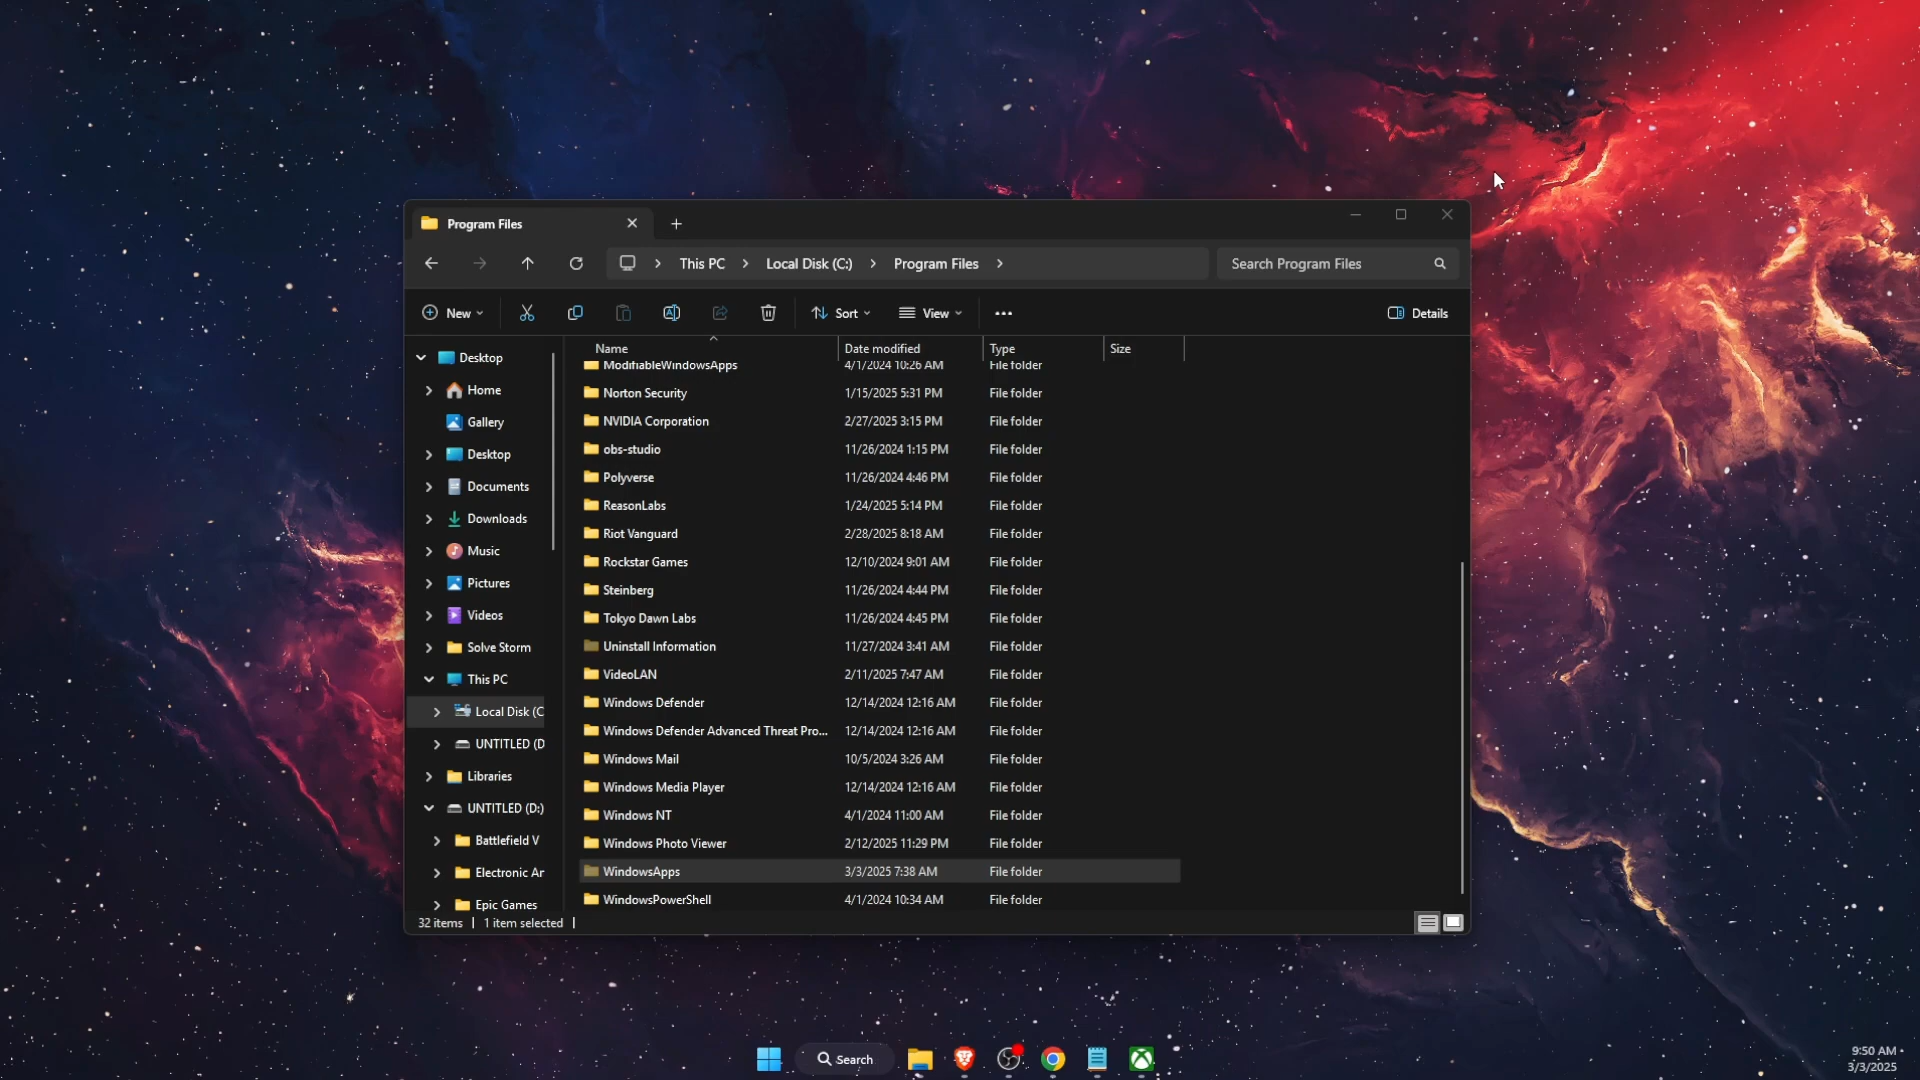 Program Files
This PC
Local Disk (C:)
Program Files
Search Program Files
New
Sort
View
Details
Desktop
Home
Gallery
Desktop
Documents
Downloads
Music
Pictures
Videos
Solve Storm
This PC
Local Disk (C
UNTITLED (D
Libraries
UNTITLED (D:)
Battlefield V
Electronic Ar
Epic Games
Name Date modified Type Size
ModifiableWindowsApps 4/1/2024 10:26 AM File folder
Norton Security 1/15/2025 5:31 PM File folder
NVIDIA Corporation 2/27/2025 3:15 PM File folder
obs-studio 11/26/2024 1:15 PM File folder
Polyverse 11/26/2024 4:46 PM File folder
ReasonLabs 1/24/2025 5:14 PM File folder
Riot Vanguard 2/28/2025 8:18 AM File folder
Rockstar Games 12/10/2024 9:01 AM File folder
Steinberg 11/26/2024 4:44 PM File folder
Tokyo Dawn Labs 11/26/2024 4:45 PM File folder
Uninstall Information 11/27/2024 3:41 AM File folder
VideoLAN 2/11/2025 7:47 AM File folder
Windows Defender 12/14/2024 12:16 AM File folder
Windows Defender Advanced Threat Pro... 12/14/2024 12:16 AM File folder
Windows Mail 10/5/2024 3:26 AM File folder
Windows Media Player 12/14/2024 12:16 AM File folder
Windows NT 4/1/2024 11:00 AM File folder
Windows Photo Viewer 2/12/2025 11:29 PM File folder
WindowsApps 3/3/2025 7:38 AM File folder
WindowsPowerShell 4/1/2024 10:34 AM File folder
32 items 1 item selected
Search
9:50 AM
3/3/2025